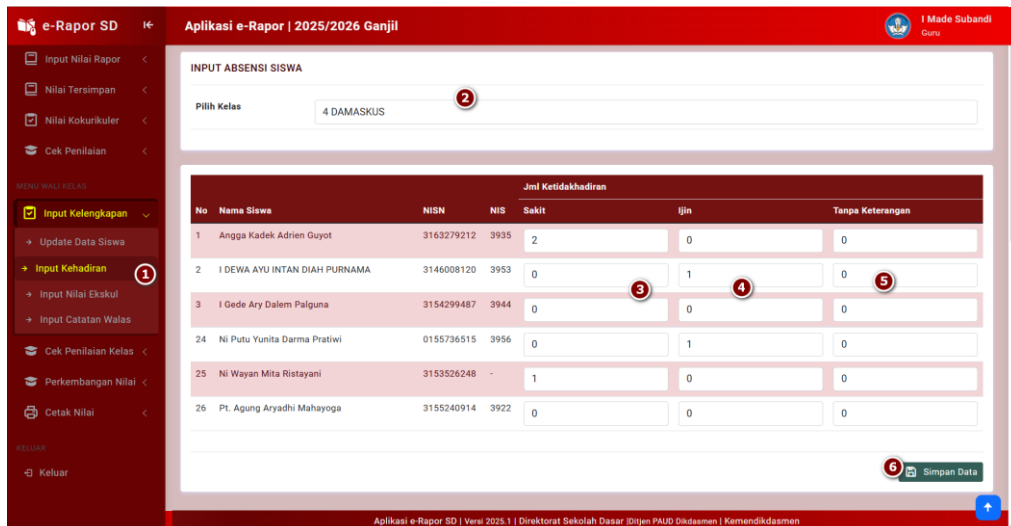 e-Rapor SD
Aplikasi e-Rapor | 2025/2026 Ganjil
I Made Subandi
Guru
Input Nilai Rapor
Nilai Tersimpan
Nilai Kokurikuler
Cek Penilaian
MENU WALI KELAS
Input Kelengkapan
Update Data Siswa
Input Kehadiran
1
Input Nilai Ekskul
Input Catatan Walas
Cek Penilaian Kelas
Perkembangan Nilai
Cetak Nilai
KELUAR
Keluar
INPUT ABSENSI SISWA
Pilih Kelas 4 DAMASKUS 2
Jml Ketidakhadiran
No Nama Siswa NISN NIS Sakit Ijin Tanpa Keterangan
1 Angga Kadek Adrien Guyot 3163279212 3935 2 0 0
2 I DEWA AYU INTAN DIAH PURNAMA 3146008120 3953 0 1 0
3 4 5
3 I Gede Ary Dalem Palguna 3154299487 3944 0 0 0
24 Ni Putu Yunita Darma Pratiwi 0155736515 3956 0 1 0
25 Ni Wayan Mita Ristayani 3153526248 - 1 0 0
26 Pt. Agung Aryadhi Mahayoga 3155240914 3922 0 0 0
6 Simpan Data
Aplikasi e-Rapor SD | Versi 2025.1 | Direktorat Sekolah Dasar |Ditjen PAUD Dikdasmen | Kemendikdasmen